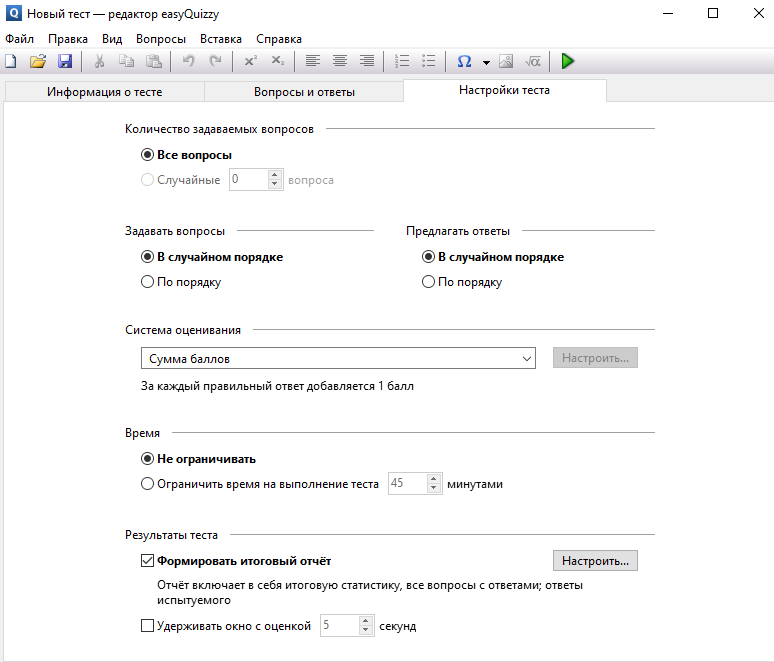 Новый тест — редактор easyQuizzy
Файл Правка Вид Вопросы Вставка Справка
Информация о тесте Вопросы и ответы Настройки теста
Количество задаваемых вопросов
Все вопросы
Случайные 0 вопроса
Задавать вопросы Предлагать ответы
В случайном порядке В случайном порядке
По порядку По порядку
Система оценивания
Сумма баллов Настроить...
За каждый правильный ответ добавляется 1 балл
Время
Не ограничивать
Ограничить время на выполнение теста 45 минутами
Результаты теста
Формировать итоговый отчёт Настроить...
Отчёт включает в себя итоговую статистику, все вопросы с ответами; ответы
испытуемого
Удерживать окно с оценкой 5 секунд